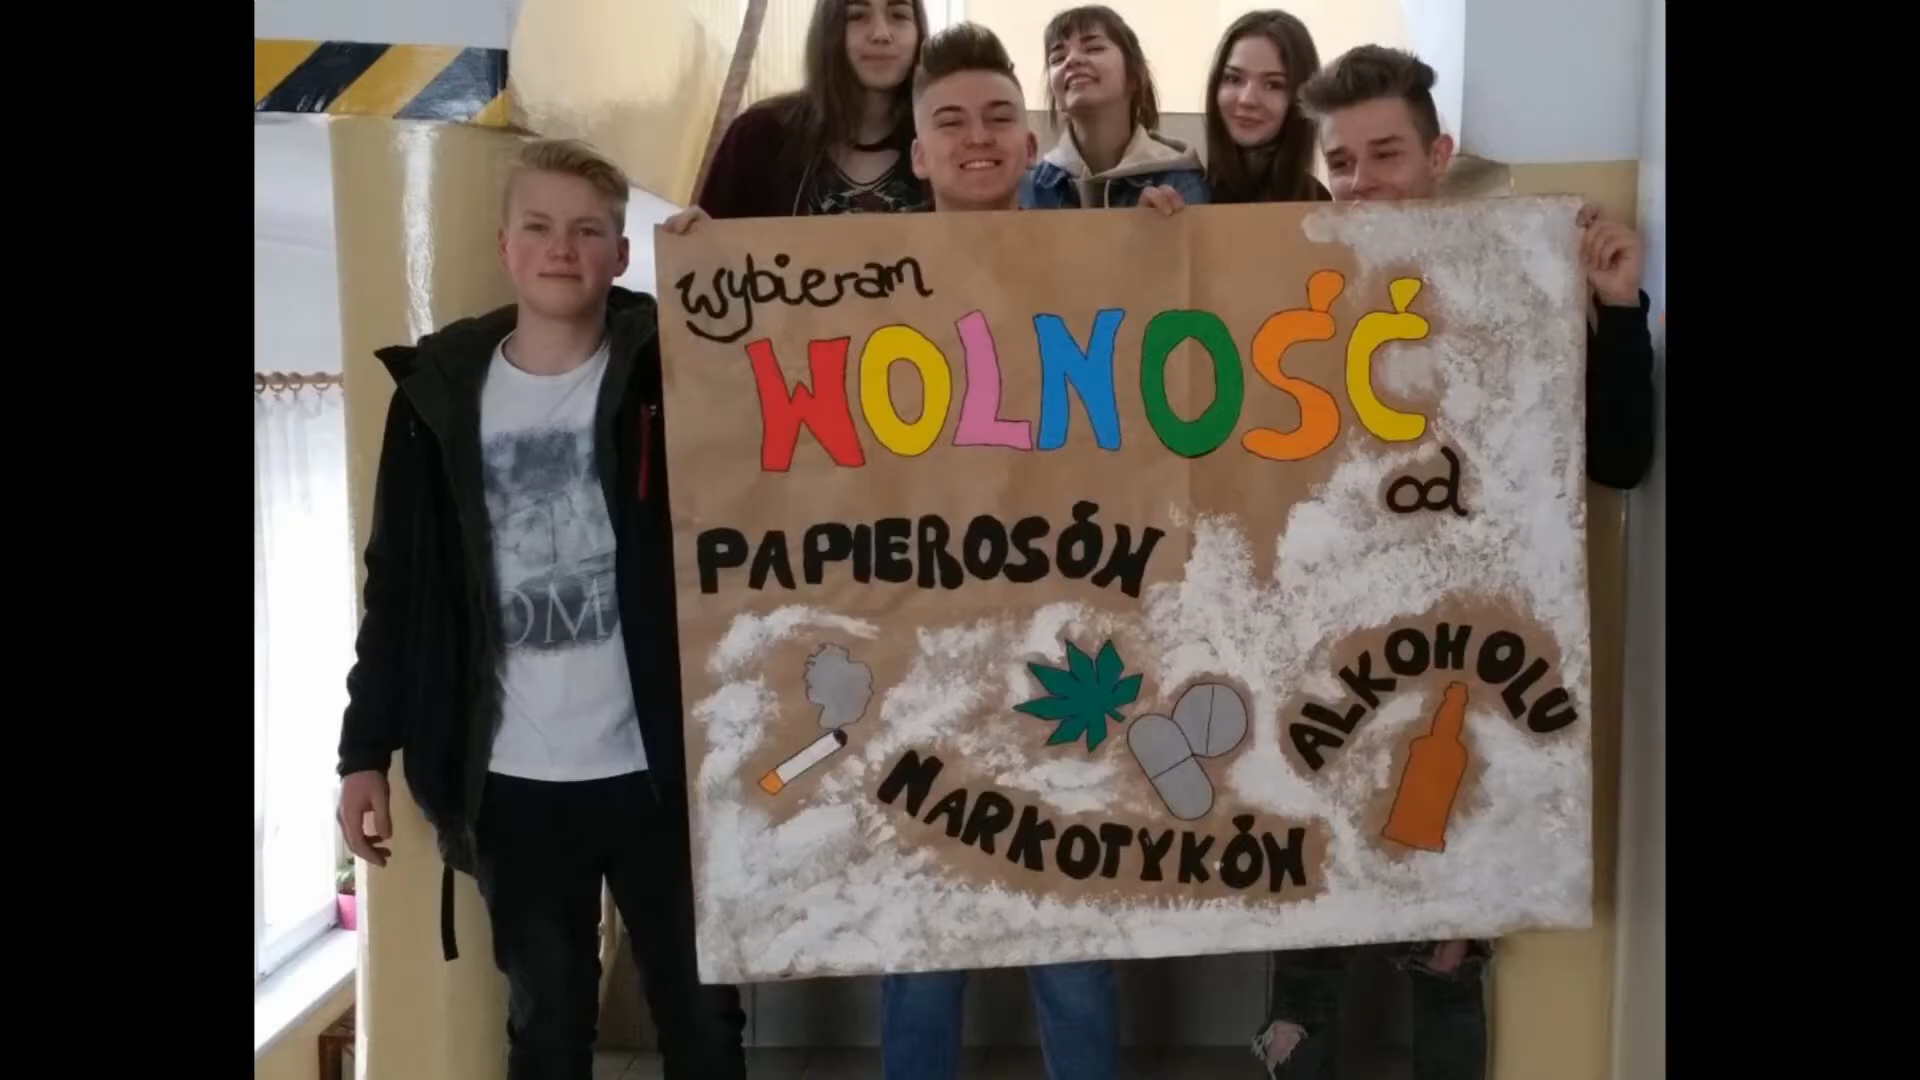 wybieram
WOLNOŚĆ
od
PAPIEROSÓW
ALKOHOLU
NARKOTYKÓW